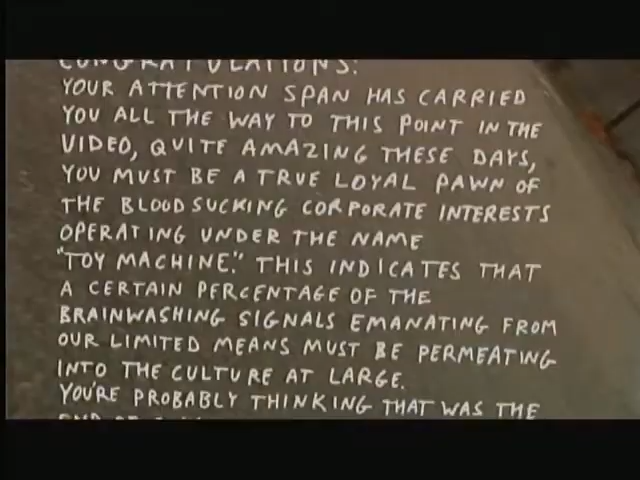 CONGRATULATIONS!
YOUR ATTENTION SPAN HAS CARRIED
YOU ALL THE WAY TO THIS POINT IN THE
VIDEO, QUITE AMAZING THESE DAYS,
YOU MUST BE A TRUE LOYAL PAWN OF
THE BLOODSUCKING CORPORATE INTERESTS
OPERATING UNDER THE NAME
"TOY MACHINE." THIS INDICATES THAT
A CERTAIN PERCENTAGE OF THE
BRAINWASHING SIGNALS EMANATING FROM
OUR LIMITED MEANS MUST BE PERMEATING
INTO THE CULTURE AT LARGE.
YOU'RE PROBABLY THINKING THAT WAS THE